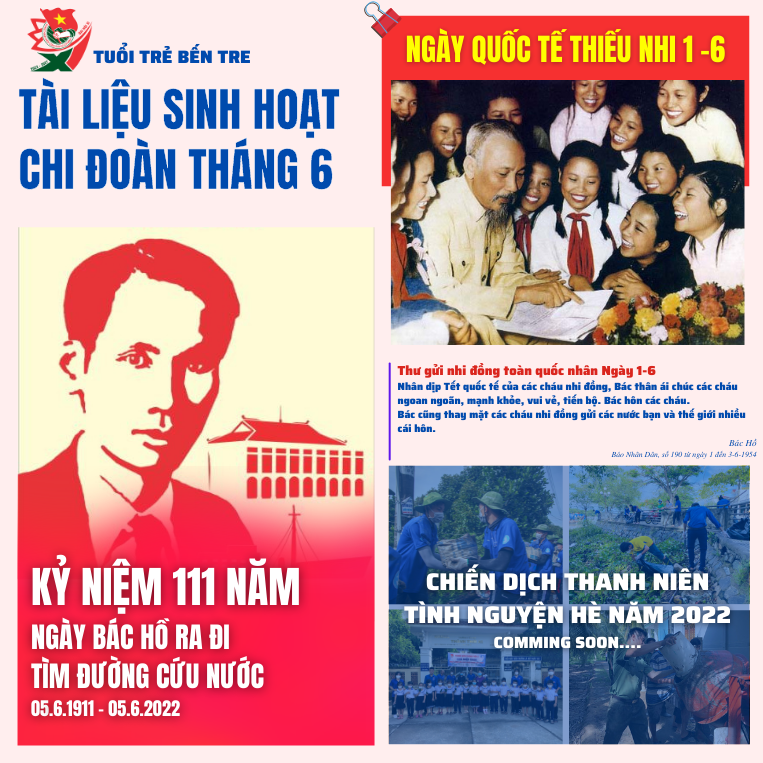 TUỔI TRẺ BẾN TRE
TÀI LIỆU SINH HOẠT
CHI ĐOÀN THÁNG 6
KỶ NIỆM 111 NĂM
NGÀY BÁC HỒ RA ĐI
TÌM ĐƯỜNG CỨU NƯỚC
05.6.1911 - 05.6.2022
NGÀY QUỐC TẾ THIẾU NHI 1 -6
Thư gửi nhi đồng toàn quốc nhân Ngày 1-6
Nhân dịp Tết quốc tế của các cháu nhi đồng, Bác thân ái chúc các cháu
ngoan ngoãn, mạnh khỏe, vui vẻ, tiến bộ. Bác hôn các cháu.
Bác cũng thay mặt các cháu nhi đồng gửi các nước bạn và thế giới nhiều
cái hôn.
Bác Hồ
Báo Nhân Dân, số 190 từ ngày 1 đến 3-6-1954
CHIẾN DỊCH THANH NIÊN
TÌNH NGUYỆN HÈ NĂM 2022
COMMING SOON....